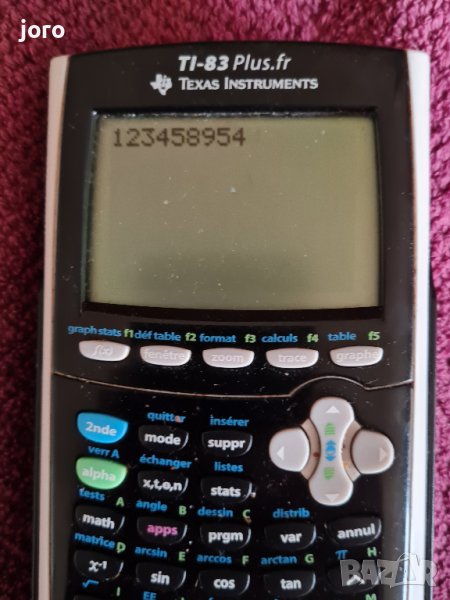 joro
TI-83 Plus.fr
TEXAS INSTRUMENTS
123458954
graph stats f1 déf table f2 format f3 calculs f4 table f5
f(x) fenêtre zoom trace graphe
quitter insérer
2nde mode suppr
verr A échanger listes
alpha x,t,θ,n stats
tests A angle B dessin C distrib
math apps prgm var annul
matrice D arcsin E arccos F arctan G π H
x⁻¹ sin cos tan ^
√ I EE
BAZAR